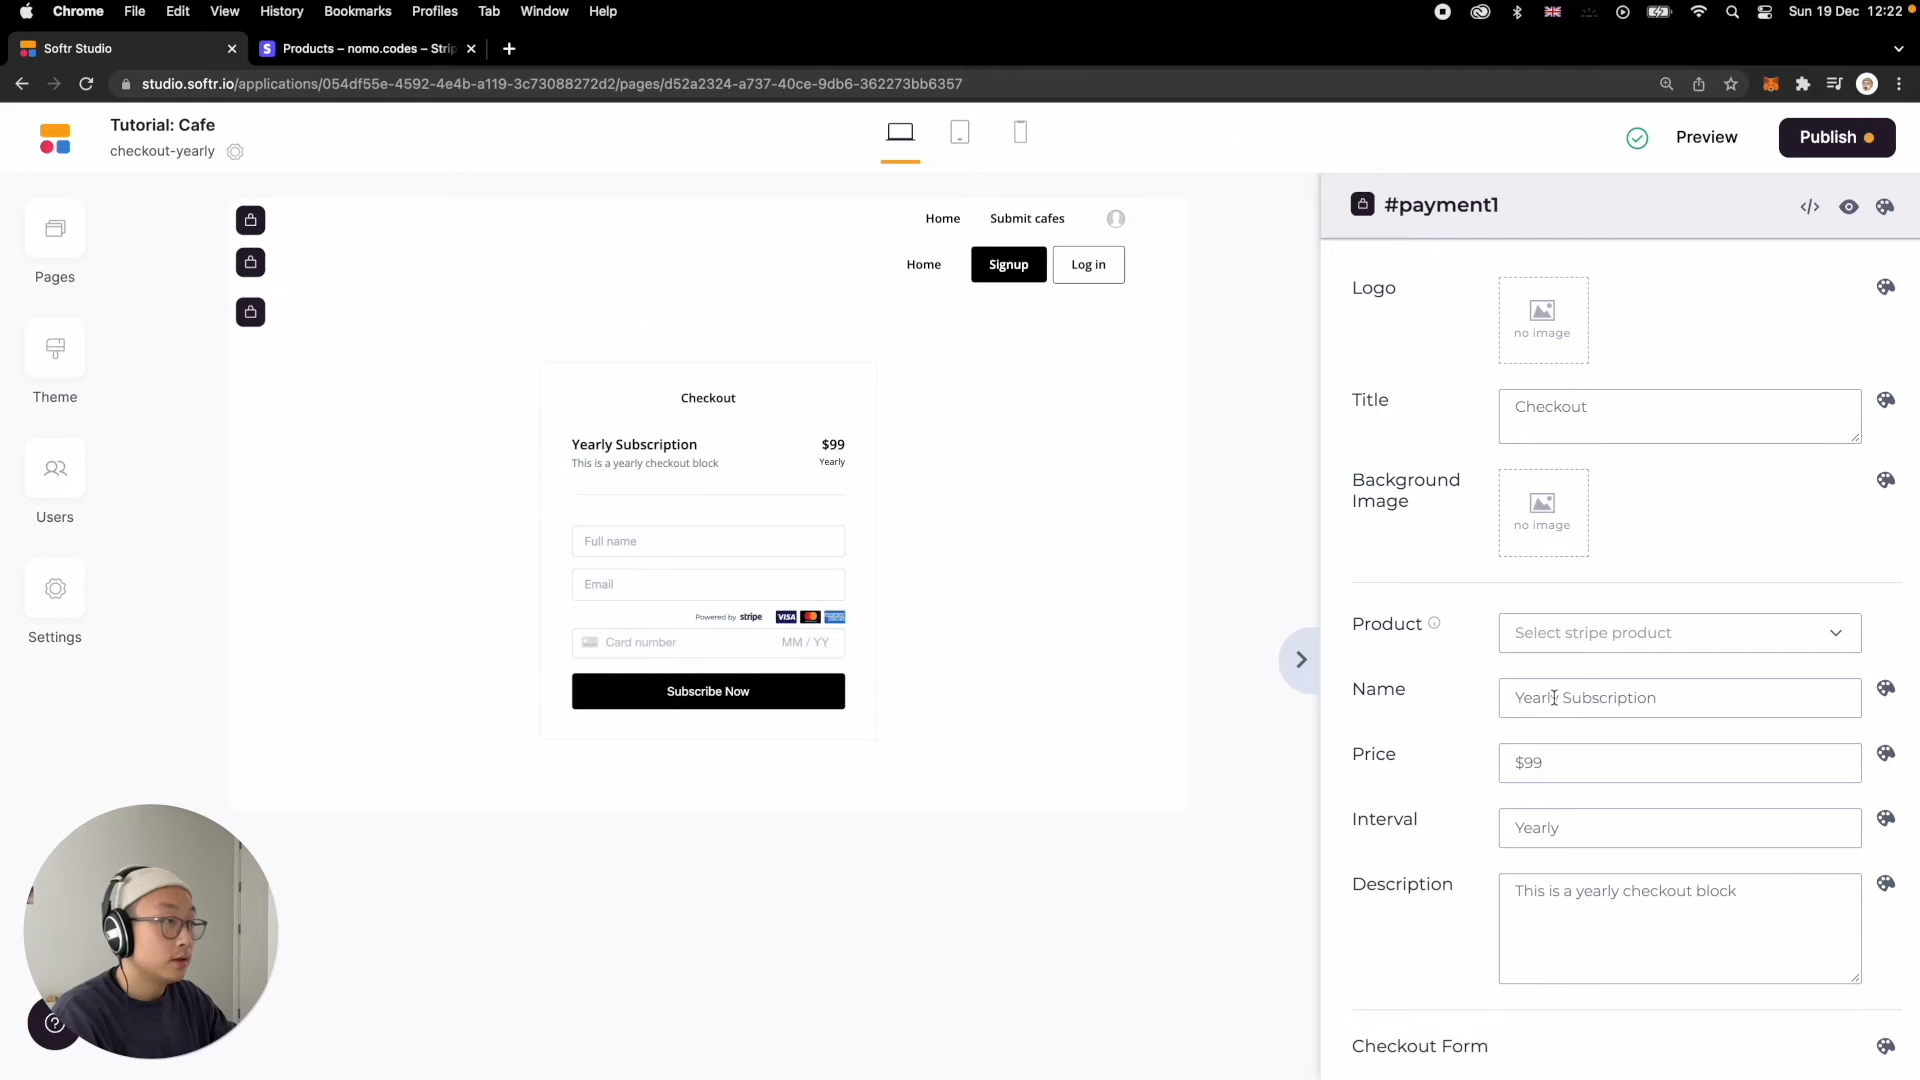 Chrome File Edit View History Bookmarks Profiles Tab Window Help Sun 19 Dec 12:22
Softr Studio Products – nomo.codes – Strip
studio.softr.io/applications/054df55e-4592-4e4b-a119-3c73088272d2/pages/d52a2324-a737-40ce-9db6-362273bb6357
Tutorial: Cafe
checkout-yearly
Preview
Publish
Pages
Theme
Users
Settings
Home Submit cafes
Home Signup Log in
Checkout
Yearly Subscription $99
This is a yearly checkout block Yearly
Full name
Email
Powered by stripe VISA
Card number MM / YY
Subscribe Now
#payment1
Logo
no image
Title
Checkout
Background
Image
no image
Product
Select stripe product
Name
Yearly Subscription
Price
$99
Interval
Yearly
Description
This is a yearly checkout block
Checkout Form